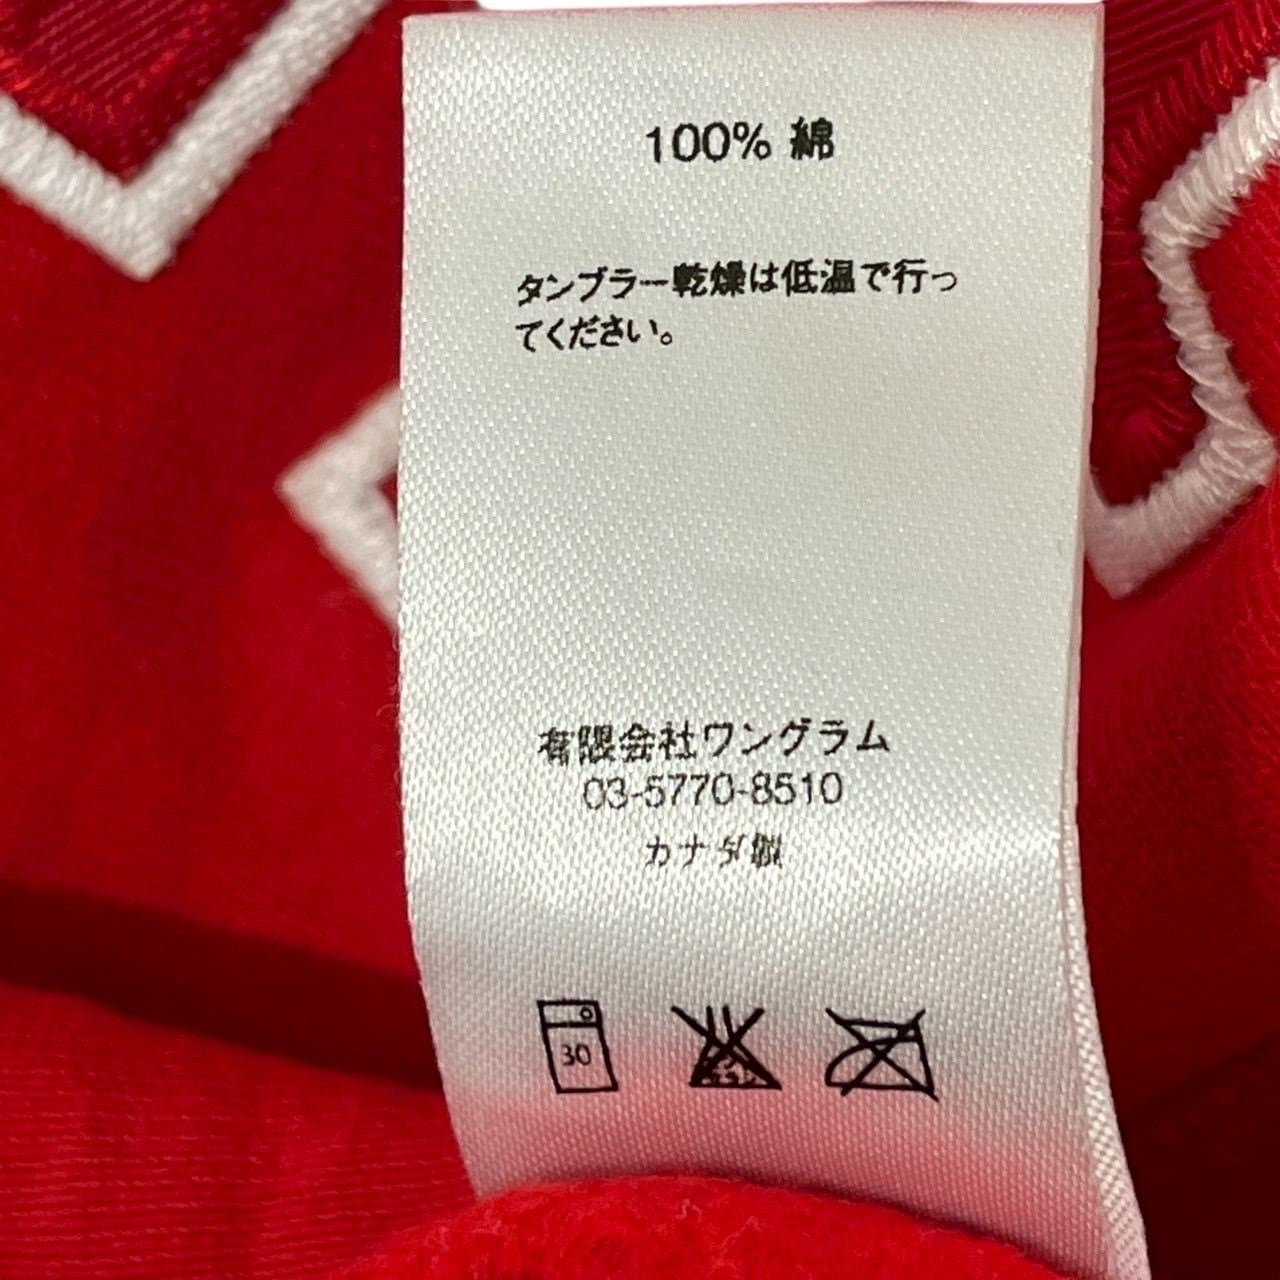 100% 綿
タンブラー乾燥は低温で行っ
てください。
有限会社ワングラム
03-5770-8510
カナダ製
30